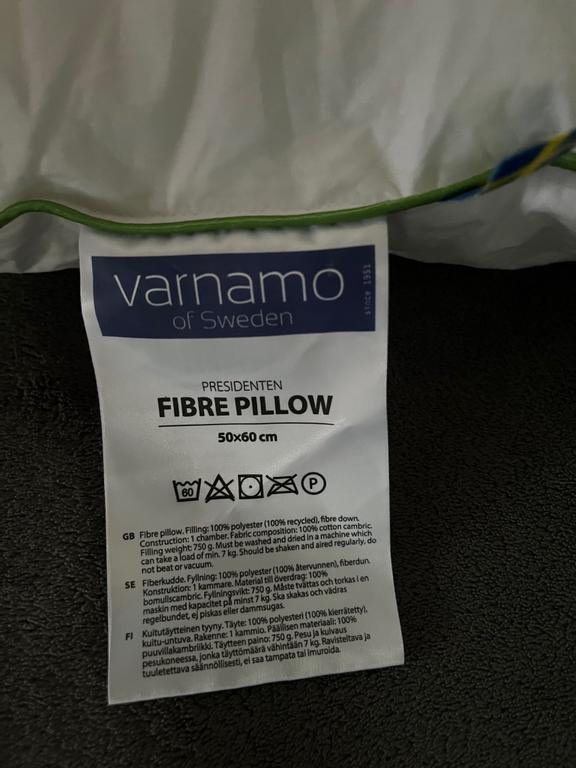 varnamo
of Sweden
since 1951
PRESIDENTEN
FIBRE PILLOW
50x60 cm
60
P
GB Fibre pillow. Filling: 100% polyester (100% recycled), fibre down.
Construction: 1 chamber. Fabric composition: 100% cotton cambric.
Filling weight: 750 g. Must be washed and dried in a machine which
can take a load of min. 7 kg. Should be shaken and aired regularly, do
not beat or vacuum.
SE Fiberkudde. Fyllning: 100% polyester (100% återvunnen), fiberdun.
Konstruktion: 1 kammare. Material till överdrag: 100%
bomullscambric. Fyllningsvikt: 750 g. Måste tvättas och torkas i en
maskin med kapacitet på minst 7 kg. Ska skakas och vädras
regelbundet, ej piskas eller dammsugas.
FI Kuitutäytteinen tyyny. Täyte: 100% polyesteri (100% kierrätetty),
kuitu-untuva. Rakenne: 1 kammio. Päällisen materiaali: 100%
puuvillakambriikki. Täytteen paino: 750 g. Pesu ja kuivaus
pesukoneessa, jonka täyttömäärä vähintään 7 kg. Ravisteltava ja
tuuletettava säännöllisesti, ei saa tampata tai imuroida.